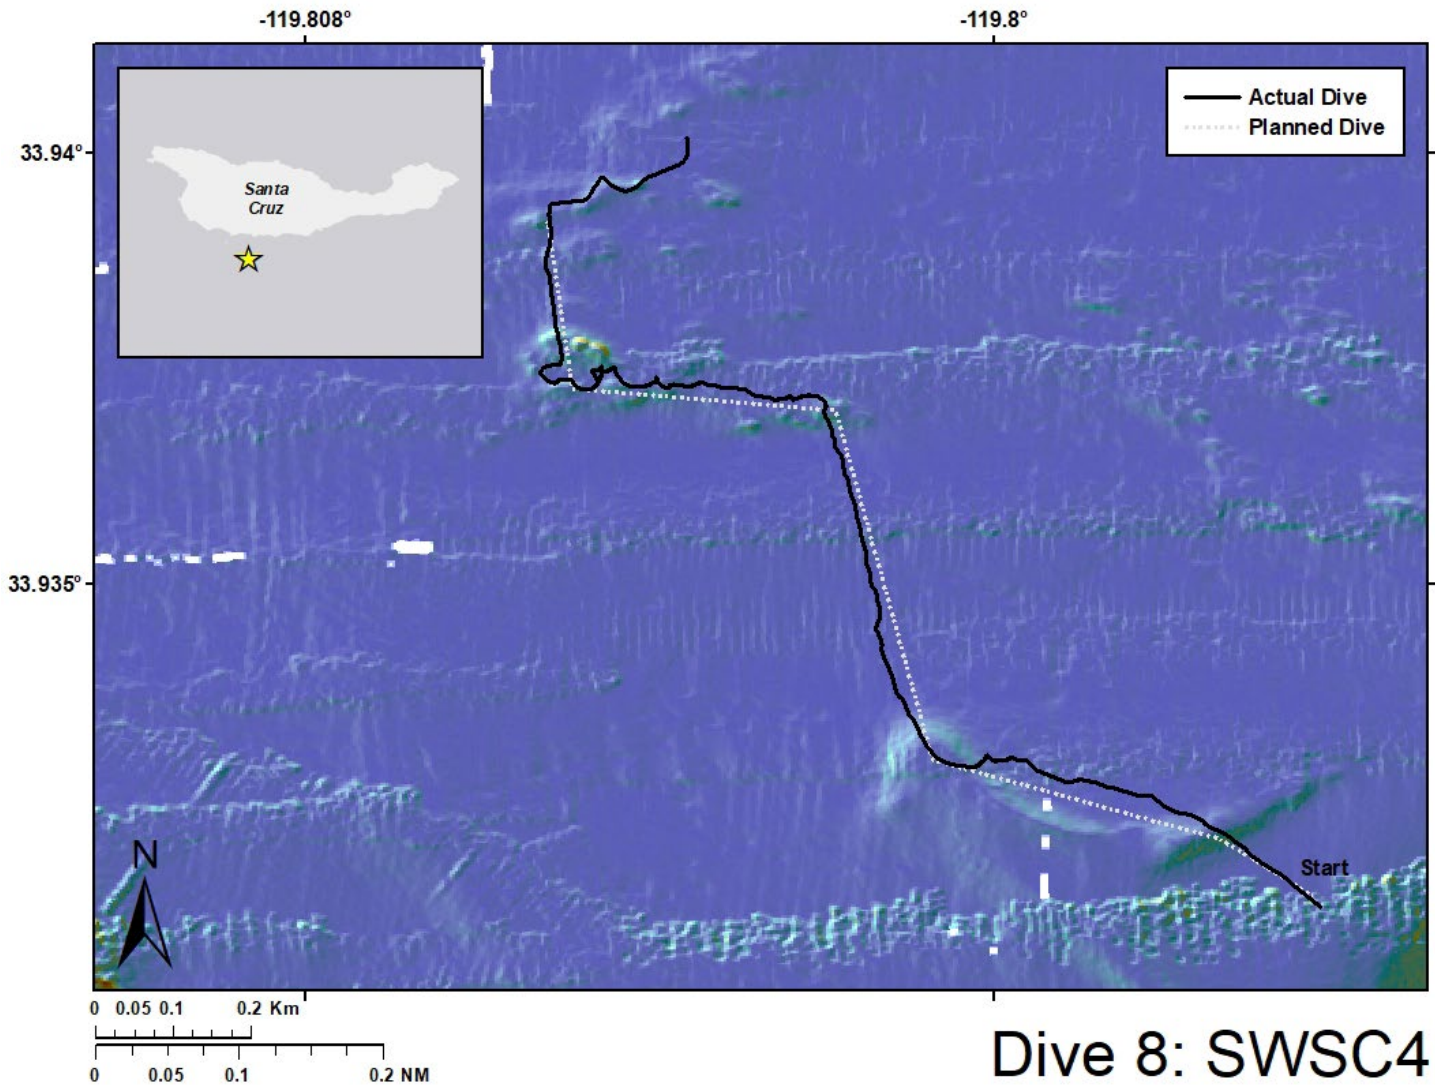 -119.808°
-119.8°
33.94°
33.935°
Santa
Cruz
Actual Dive
Planned Dive
Start
N
0 0.05 0.1 0.2 Km
0 0.05 0.1 0.2 NM
Dive 8: SWSC4